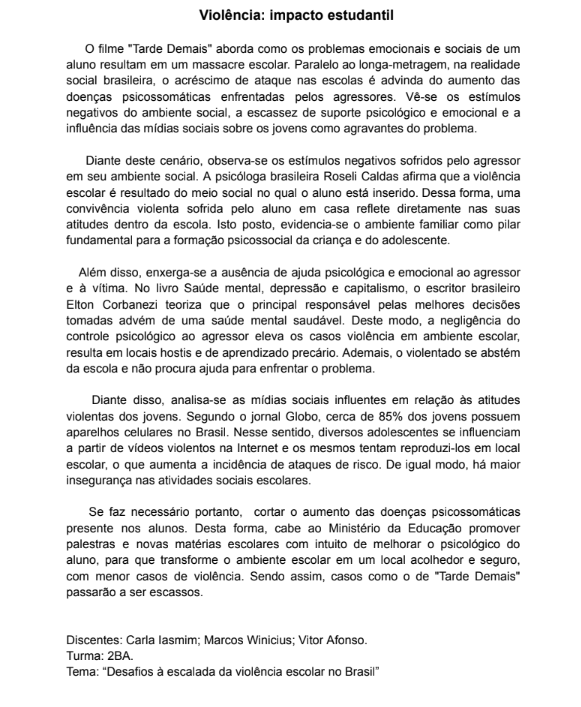 Violência: impacto estudantil
O filme "Tarde Demais" aborda como os problemas emocionais e sociais de um
aluno resultam em um massacre escolar. Paralelo ao longa-metragem, na realidade
social brasileira, o acréscimo de ataque nas escolas é advinda do aumento das
doenças psicossomáticas enfrentadas pelos agressores. Vê-se os estímulos
negativos do ambiente social, a escassez de suporte psicológico e emocional e a
influência das mídias sociais sobre os jovens como agravantes do problema.
Diante deste cenário, observa-se os estímulos negativos sofridos pelo agressor
em seu ambiente social. A psicóloga brasileira Roseli Caldas afirma que a violência
escolar é resultado do meio social no qual o aluno está inserido. Dessa forma, uma
convivência violenta sofrida pelo aluno em casa reflete diretamente nas suas
atitudes dentro da escola. Isto posto, evidencia-se o ambiente familiar como pilar
fundamental para a formação psicossocial da criança e do adolescente.
Além disso, enxerga-se a ausência de ajuda psicológica e emocional ao agressor
e à vítima. No livro Saúde mental, depressão e capitalismo, o escritor brasileiro
Elton Corbanezi teoriza que o principal responsável pelas melhores decisões
tomadas advém de uma saúde mental saudável. Deste modo, a negligência do
controle psicológico ao agressor eleva os casos violência em ambiente escolar,
resulta em locais hostis e de aprendizado precário. Ademais, o violentado se abstém
da escola e não procura ajuda para enfrentar o problema.
Diante disso, analisa-se as mídias sociais influentes em relação às atitudes
violentas dos jovens. Segundo o jornal Globo, cerca de 85% dos jovens possuem
aparelhos celulares no Brasil. Nesse sentido, diversos adolescentes se influenciam
a partir de vídeos violentos na Internet e os mesmos tentam reproduzi-los em local
escolar, o que aumenta a incidência de ataques de risco. De igual modo, há maior
insegurança nas atividades sociais escolares.
Se faz necessário portanto, cortar o aumento das doenças psicossomáticas
presente nos alunos. Desta forma, cabe ao Ministério da Educação promover
palestras e novas matérias escolares com intuito de melhorar o psicológico do
aluno, para que transforme o ambiente escolar em um local acolhedor e seguro,
com menor casos de violência. Sendo assim, casos como o de "Tarde Demais"
passarão a ser escassos.
Discentes: Carla Iasmim; Marcos Winicius; Vitor Afonso.
Turma: 2BA.
Tema: “Desafios à escalada da violência escolar no Brasil”